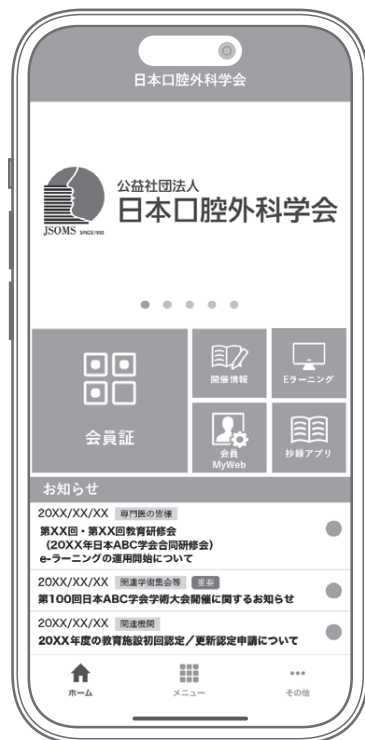 日本口腔外科学会
公益社団法人
日本口腔外科学会
JSOMS SINCE1933
会員証
開催情報
Eラーニング
会員
MyWeb
抄録アプリ
お知らせ
20XX/XX/XX 専門医の皆様
第XX回・第XX回教育研修会
（20XX年日本ABC学会合同研修会）
e-ラーニングの運用開始について
20XX/XX/XX 関連学術集会等 重要
第100回日本ABC学会学術大会開催に関するお知らせ
20XX/XX/XX 関連機関
20XX年度の教育施設初回認定／更新認定申請について
ホーム
メニュー
その他